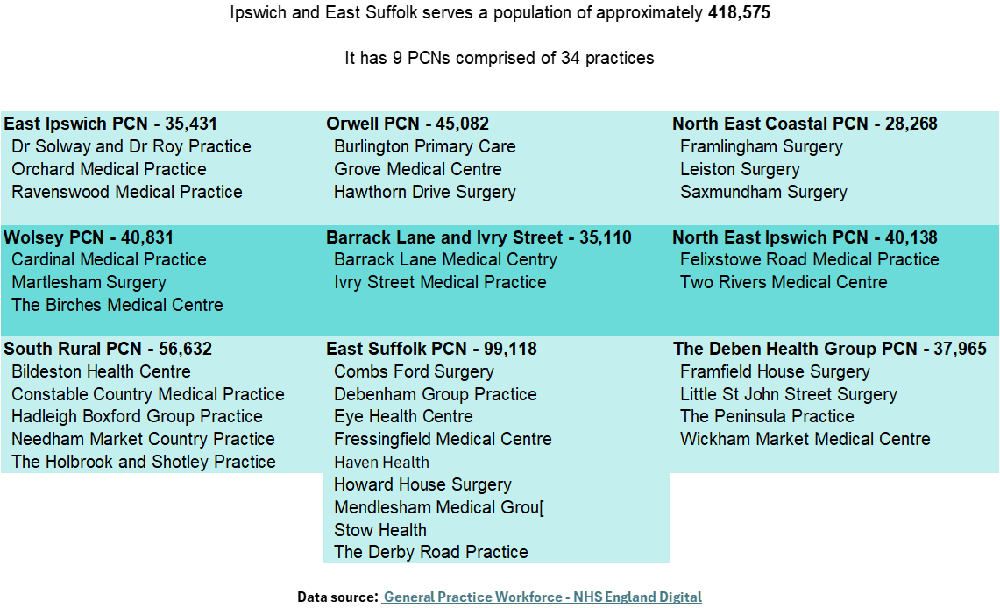 Ipswich and East Suffolk serves a population of approximately 418,575
It has 9 PCNs comprised of 34 practices
East Ipswich PCN - 35,431
Dr Solway and Dr Roy Practice
Orchard Medical Practice
Ravenswood Medical Practice
Orwell PCN - 45,082
Burlington Primary Care
Grove Medical Centre
Hawthorn Drive Surgery
North East Coastal PCN - 28,268
Framlingham Surgery
Leiston Surgery
Saxmundham Surgery
Wolsey PCN - 40,831
Cardinal Medical Practice
Martlesham Surgery
The Birches Medical Centre
Barrack Lane and Ivry Street - 35,110
Barrack Lane Medical Centry
Ivry Street Medical Practice
North East Ipswich PCN - 40,138
Felixstowe Road Medical Practice
Two Rivers Medical Centre
South Rural PCN - 56,632
Bildeston Health Centre
Constable Country Medical Practice
Hadleigh Boxford Group Practice
Needham Market Country Practice
The Holbrook and Shotley Practice
East Suffolk PCN - 99,118
Combs Ford Surgery
Debenham Group Practice
Eye Health Centre
Fressingfield Medical Centre
Haven Health
Howard House Surgery
Mendlesham Medical Grou[
Stow Health
The Derby Road Practice
The Deben Health Group PCN - 37,965
Framfield House Surgery
Little St John Street Surgery
The Peninsula Practice
Wickham Market Medical Centre
Data source: General Practice Workforce - NHS England Digital